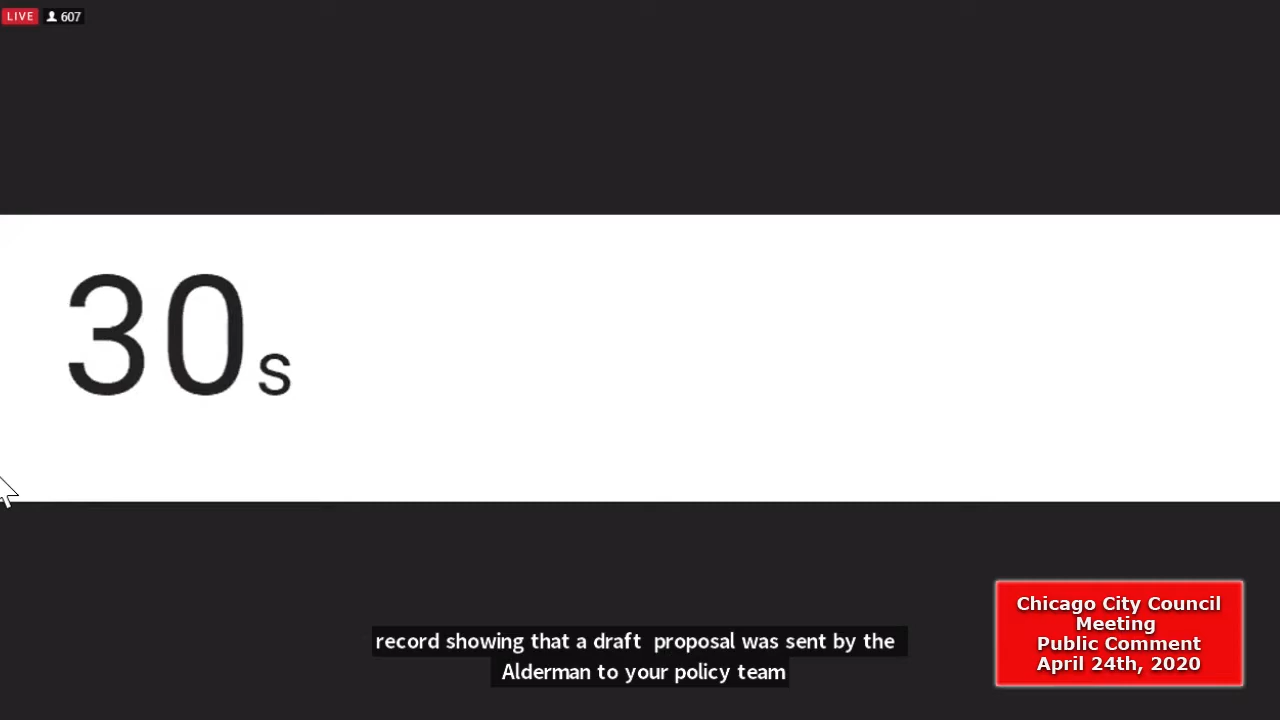 LIVE 607
30s
record showing that a draft proposal was sent by the
Alderman to your policy team
Chicago City Council
Meeting
Public Comment
April 24th, 2020